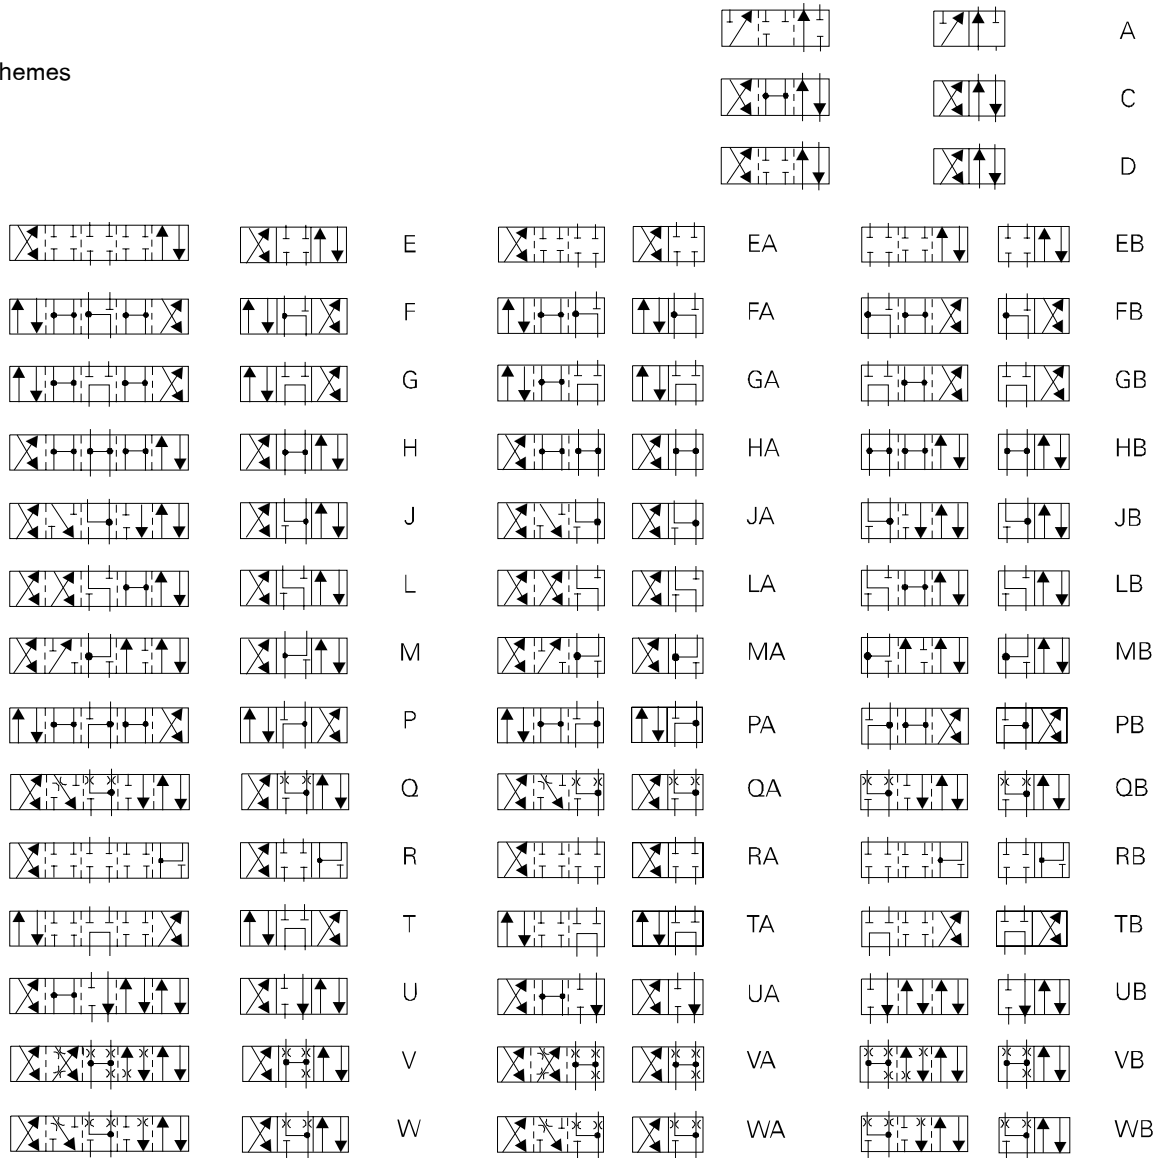 A
hemes
C
D
E EA EB
F FA FB
G GA GB
H HA HB
J JA JB
L LA LB
M MA MB
P PA PB
Q QA QB
R RA RB
T TA TB
U UA UB
V VA VB
W WA WB